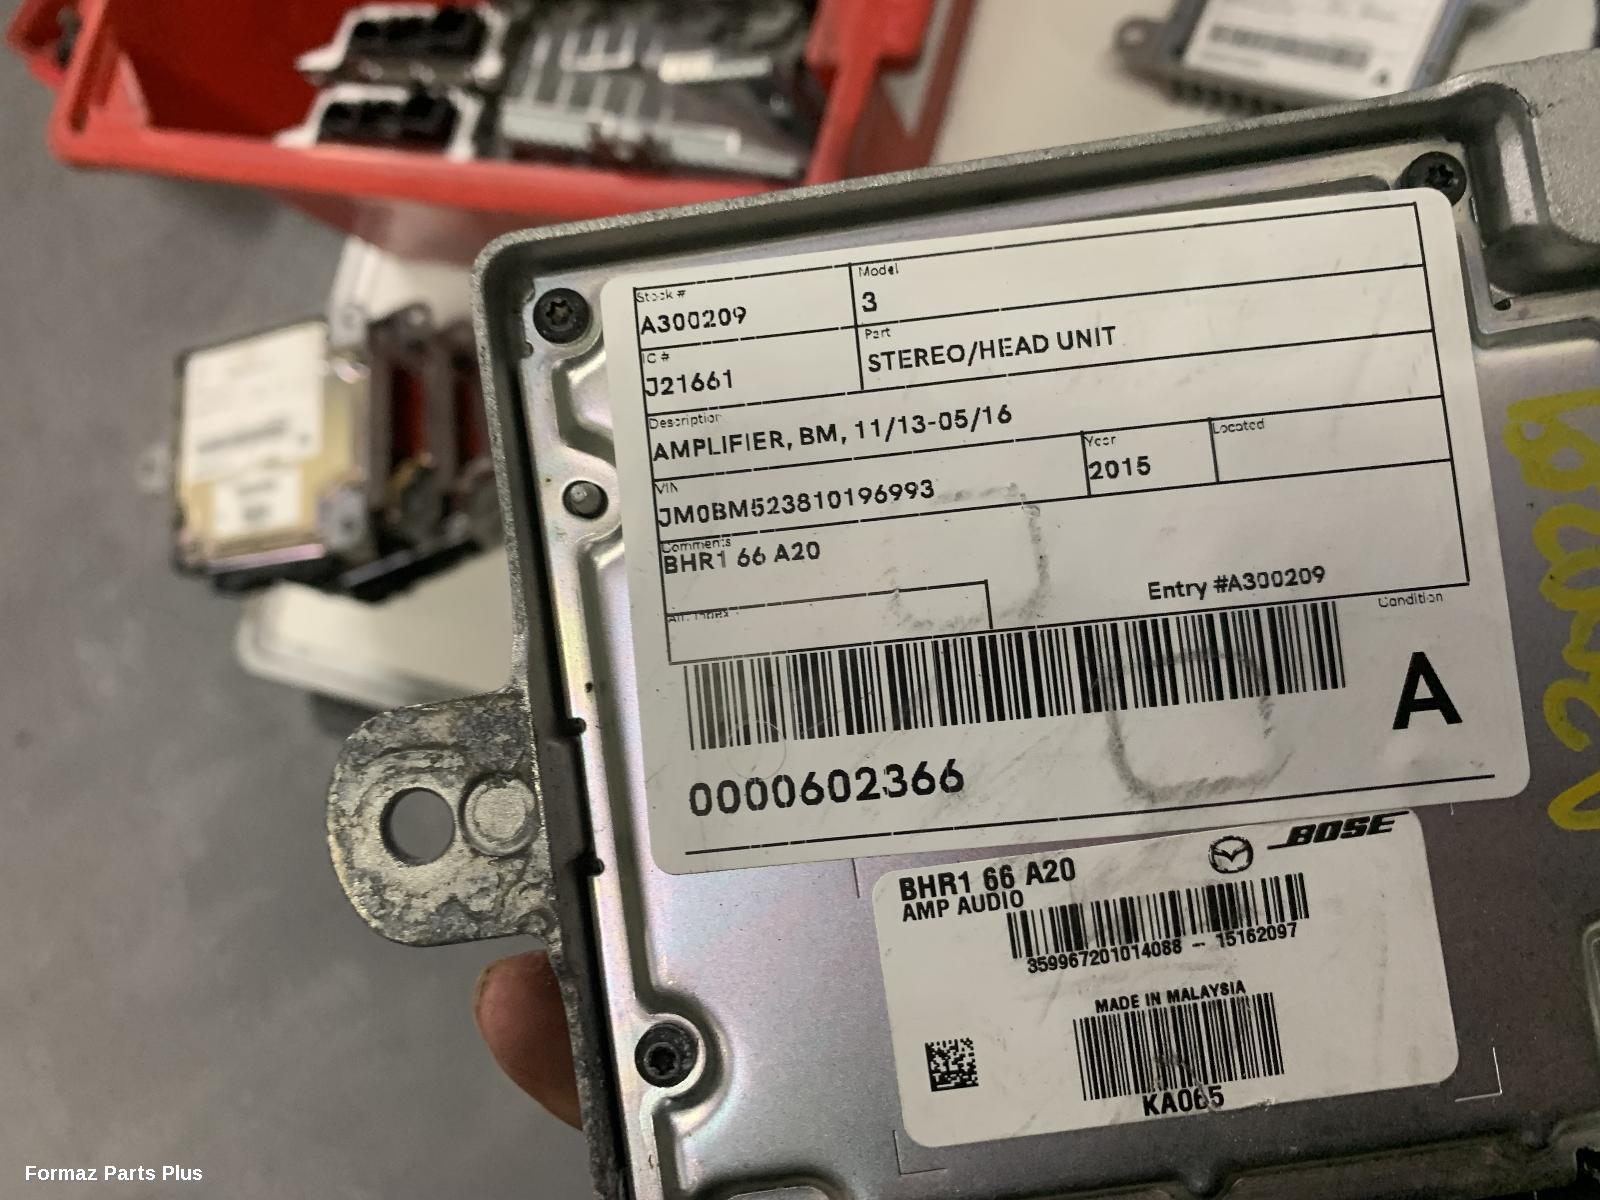 Stock #
A300209
Model
3
IC #
J21661
Part
STEREO/HEAD UNIT
Description
AMPLIFIER, BM, 11/13-05/16
VIN
JM0BM523810196993
Year
2015
Located
Comments
BHR1 66 A20
Entry #A300209
Condition
A
0000602366
BOSE
BHR1 66 A20
AMP AUDIO
359967201014088 - 15162097
MADE IN MALAYSIA
KA065
Formaz Parts Plus